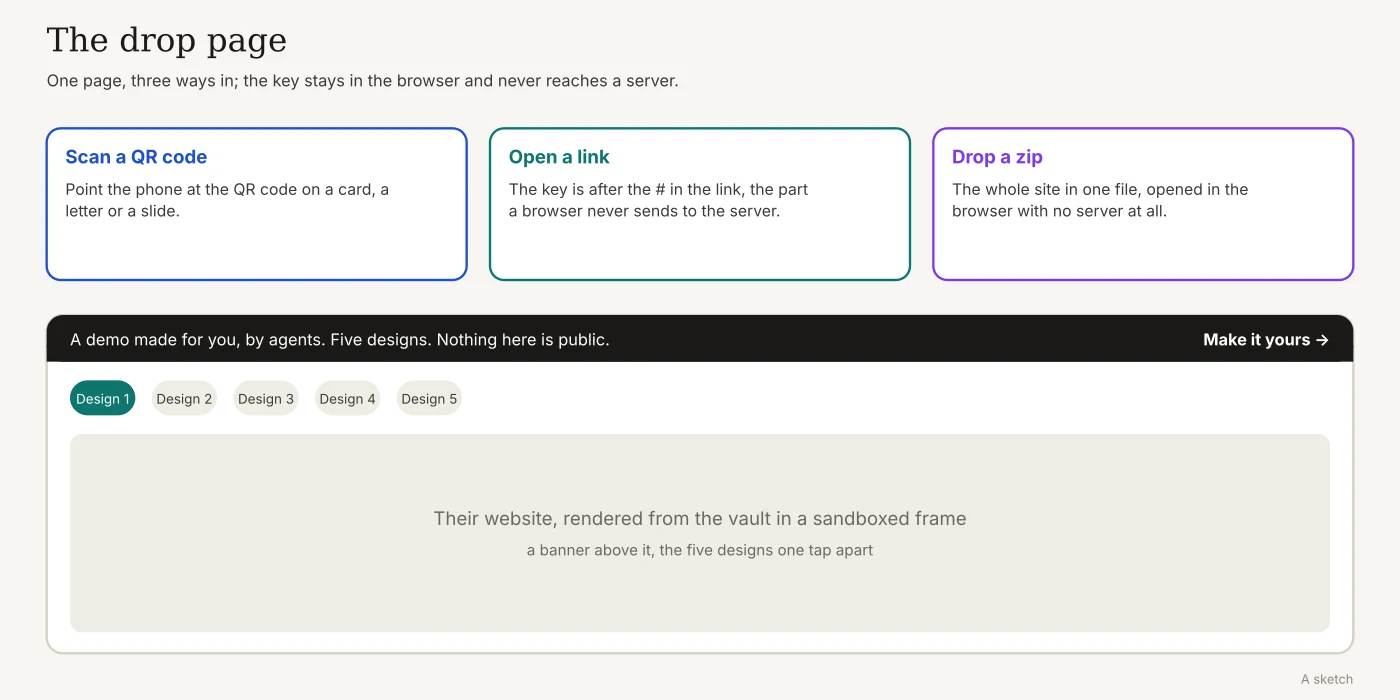 The drop page
One page, three ways in; the key stays in the browser and never reaches a server.
Scan a QR code
Point the phone at the QR code on a card, a
letter or a slide.
Open a link
The key is after the # in the link, the part
a browser never sends to the server.
Drop a zip
The whole site in one file, opened in the
browser with no server at all.
A demo made for you, by agents. Five designs. Nothing here is public.
Make it yours →
Design 1
Design 2
Design 3
Design 4
Design 5
Their website, rendered from the vault in a sandboxed frame
a banner above it, the five designs one tap apart
A sketch